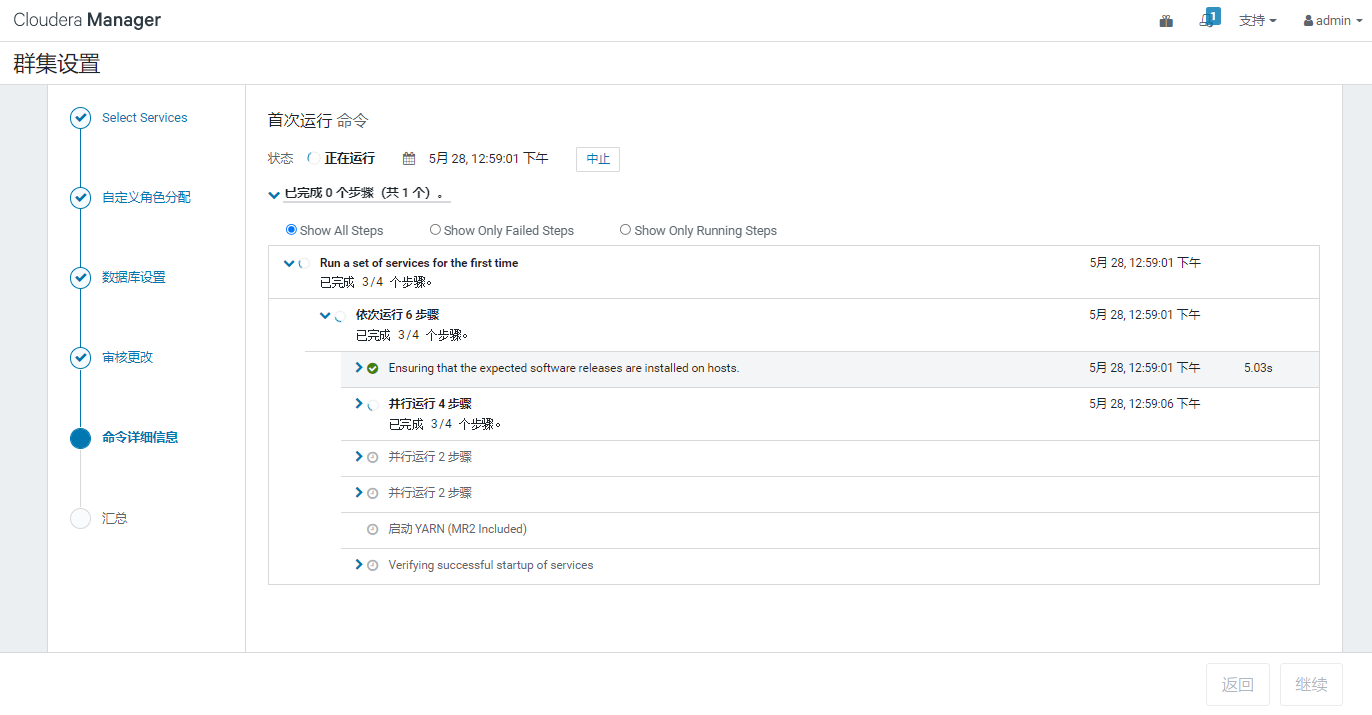 Cloudera Manager
1
支持
admin
群集设置
Select Services
自定义角色分配
数据库设置
审核更改
命令详细信息
汇总
首次运行 命令
状态 正在运行 5月 28, 12:59:01 下午 中止
已完成 0 个步骤（共 1 个）。
Show All Steps Show Only Failed Steps Show Only Running Steps
Run a set of services for the first time 5月 28, 12:59:01 下午
已完成 3/4 个步骤。
依次运行 6 步骤 5月 28, 12:59:01 下午
已完成 3/4 个步骤。
Ensuring that the expected software releases are installed on hosts. 5月 28, 12:59:01 下午 5.03s
并行运行 4 步骤 5月 28, 12:59:06 下午
已完成 3/4 个步骤。
并行运行 2 步骤
并行运行 2 步骤
启动 YARN (MR2 Included)
Verifying successful startup of services
返回 继续